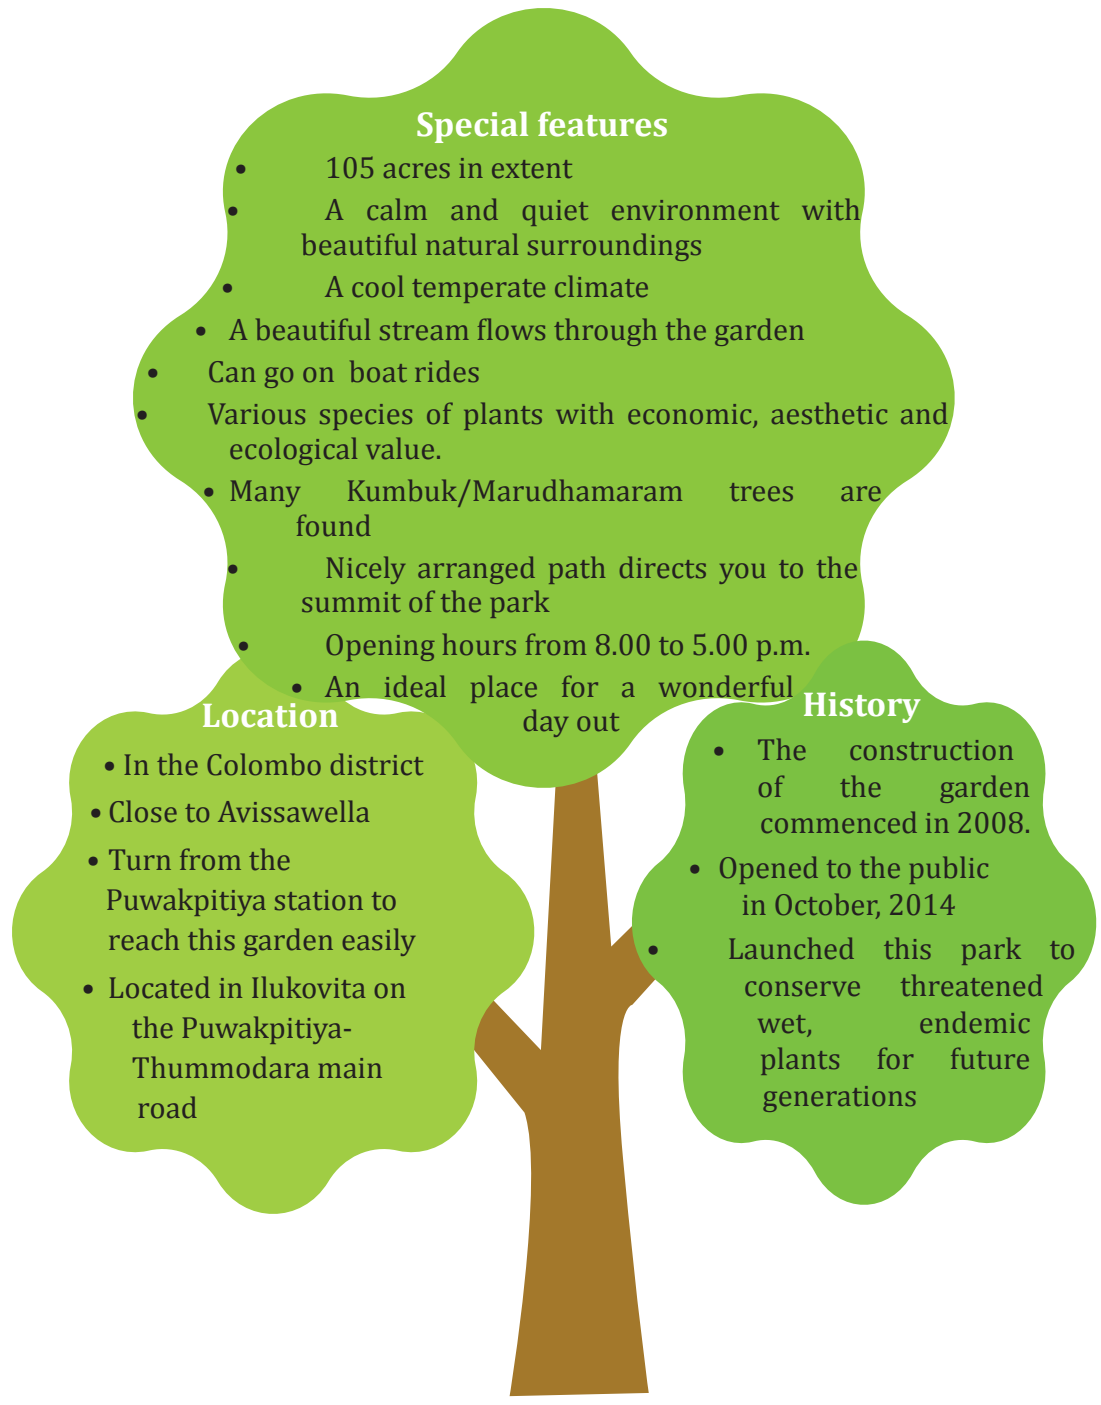 Special features
• 105 acres in extent
• A calm and quiet environment with
beautiful natural surroundings
• A cool temperate climate
• A beautiful stream flows through the garden
• Can go on boat rides
• Various species of plants with economic, aesthetic and
ecological value.
• Many Kumbuk/Marudhamaram trees are
found
• Nicely arranged path directs you to the
summit of the park
• Opening hours from 8.00 to 5.00 p.m.
• An ideal place for a wonderful
day out
Location
• In the Colombo district
• Close to Avissawella
• Turn from the
Puwakpitiya station to
reach this garden easily
• Located in Ilukovita on
the Puwakpitiya-
Thummodara main
road
History
• The construction
of the garden
commenced in 2008.
• Opened to the public
in October, 2014
• Launched this park to
conserve threatened
wet, endemic
plants for future
generations